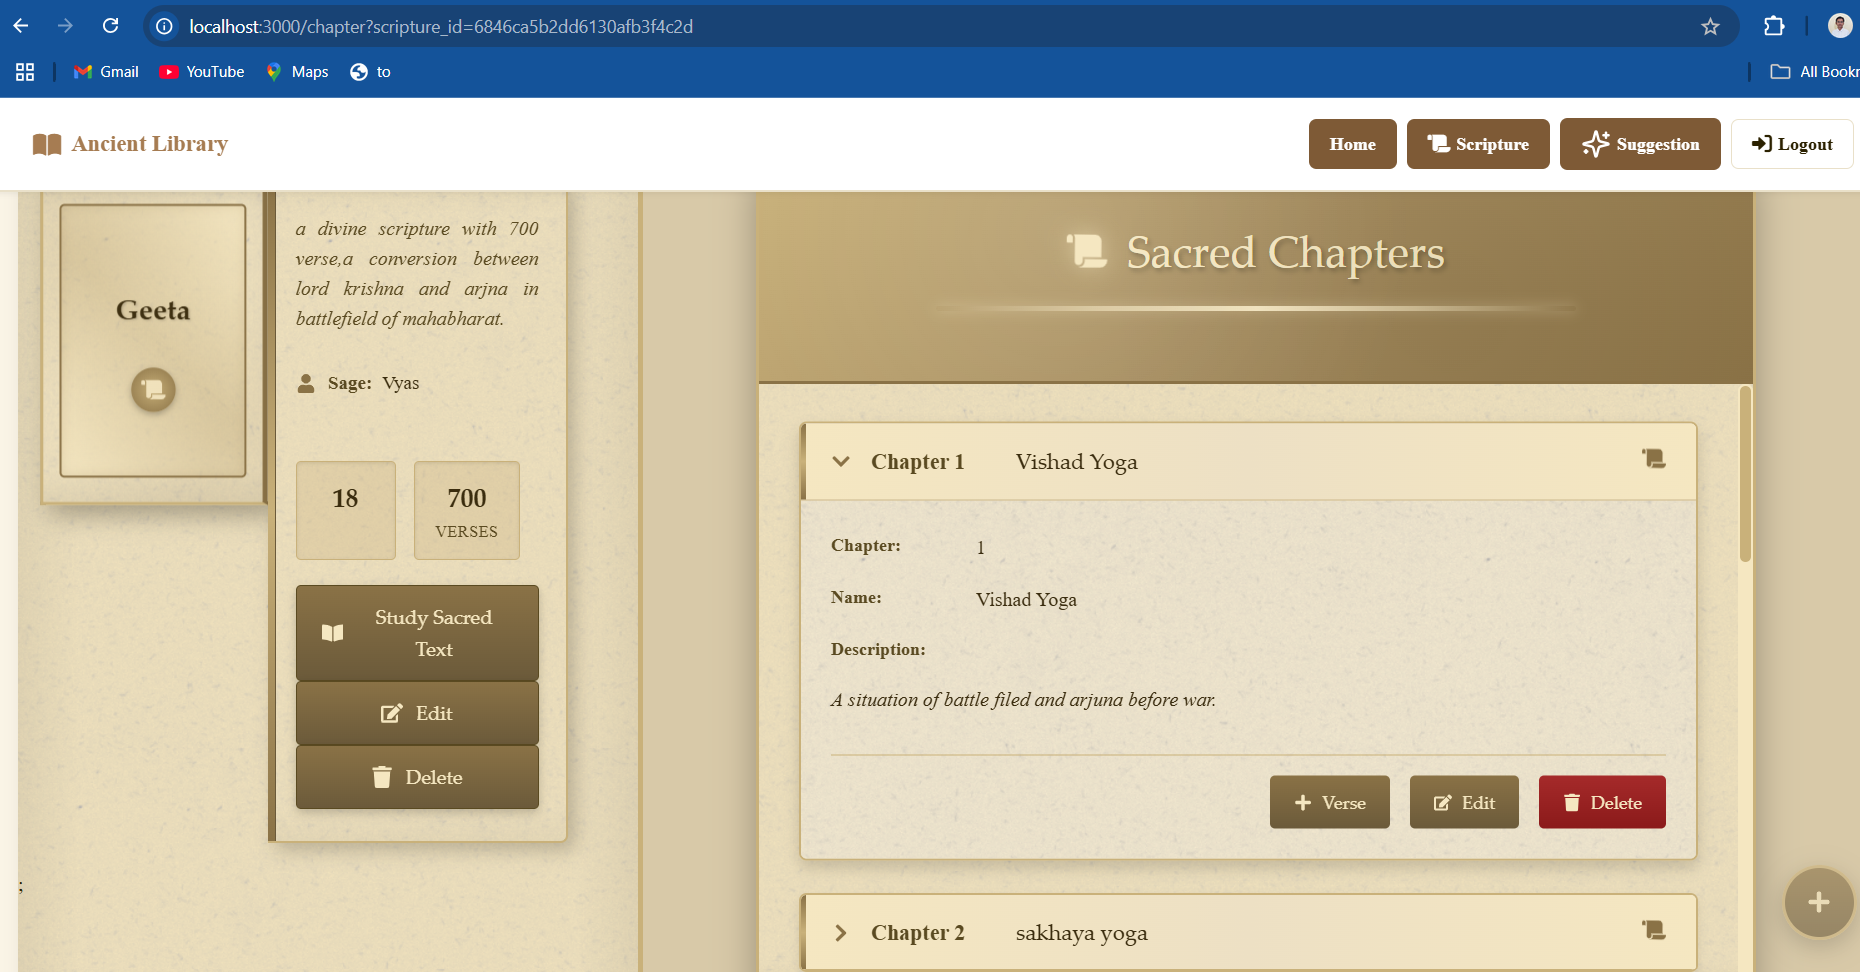 localhost:3000/chapter?scripture_id=6846ca5b2dd6130afb3f4c2d
Gmail
YouTube
Maps
to
All Bookr
Ancient Library
Home
Scripture
Suggestion
Logout
Geeta
a divine scripture with 700
verse,a conversion between
lord krishna and arjna in
battlefield of mahabharat.
Sage: Vyas
18
700
VERSES
Study Sacred
Text
Edit
Delete
;
Sacred Chapters
Chapter 1 Vishad Yoga
Chapter: 1
Name: Vishad Yoga
Description:
A situation of battle filed and arjuna before war.
+ Verse
Edit
Delete
Chapter 2 sakhaya yoga
+